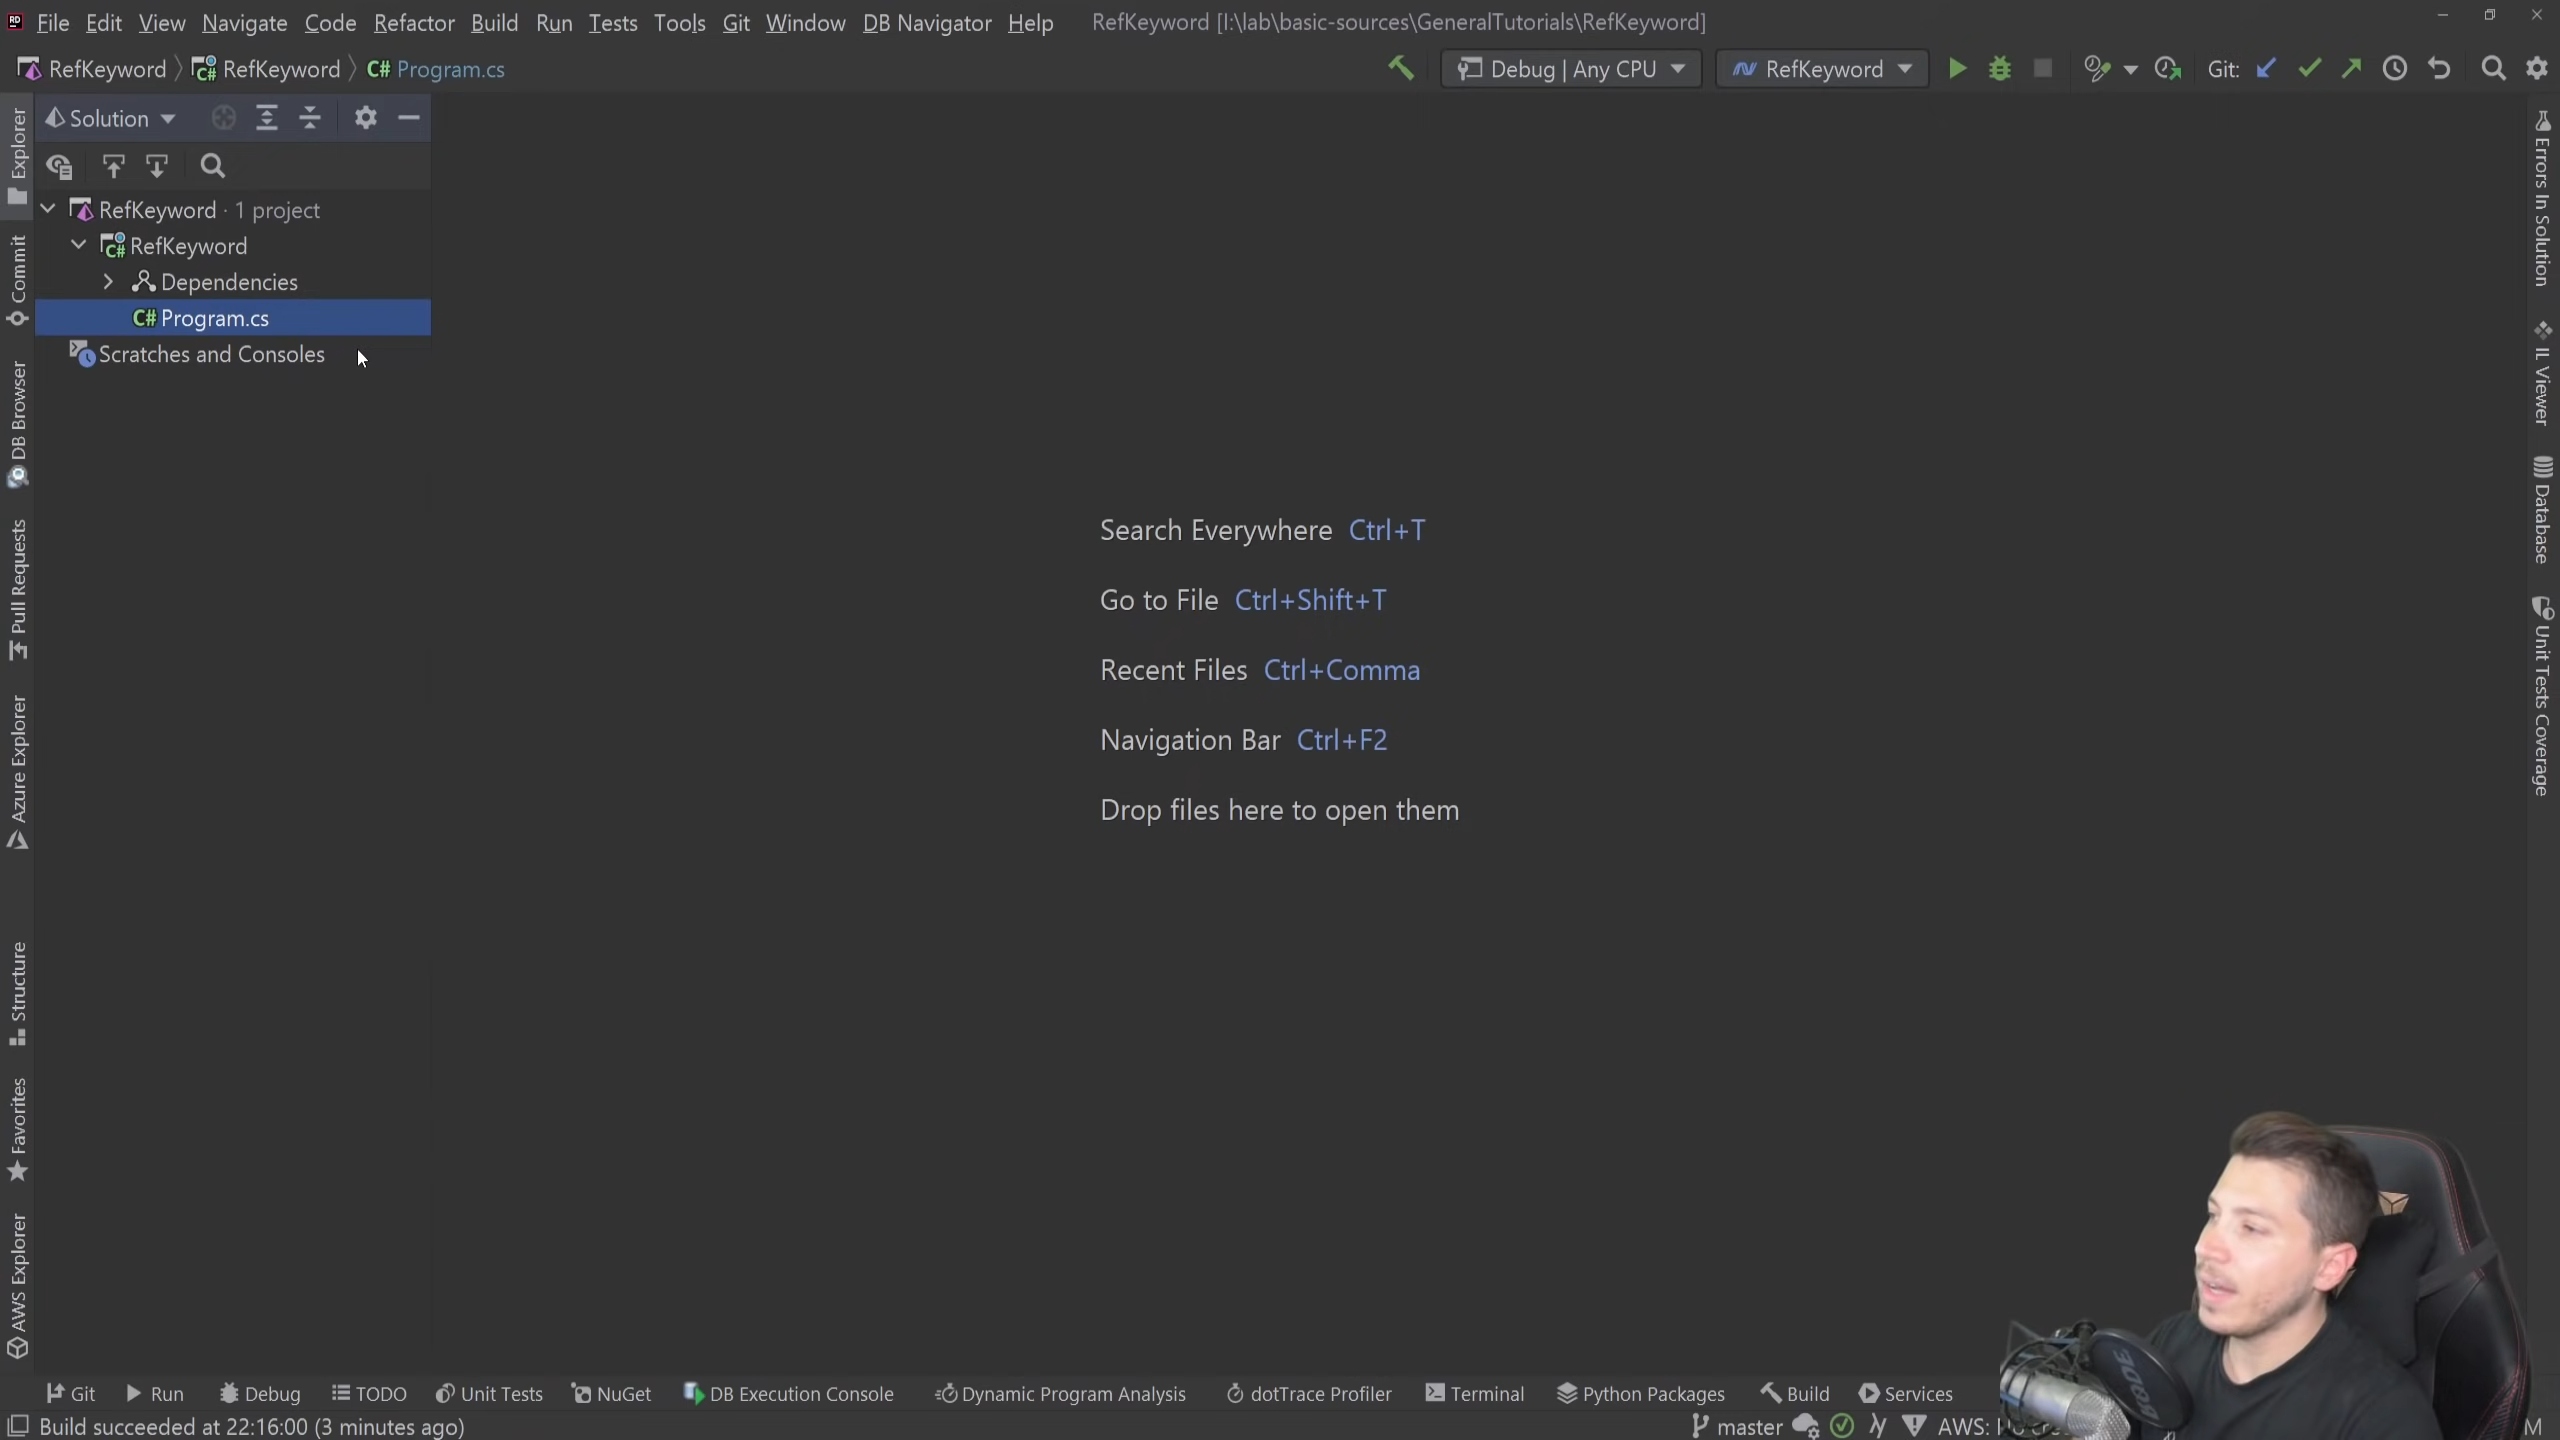 File Edit View Navigate Code Refactor Build Run Tests Tools Git Window DB Navigator Help RefKeyword [I:\lab\basic-sources\GeneralTutorials\RefKeyword]
RefKeyword RefKeyword C# Program.cs Debug | Any CPU RefKeyword Git:
Solution
RefKeyword · 1 project
RefKeyword
Dependencies
C# Program.cs
Scratches and Consoles
Explorer
Commit
DB Browser
Pull Requests
Azure Explorer
Structure
Favorites
AWS Explorer
Search Everywhere Ctrl+T
Go to File Ctrl+Shift+T
Recent Files Ctrl+Comma
Navigation Bar Ctrl+F2
Drop files here to open them
Errors In Solution
IL Viewer
Database
Unit Tests Coverage
RODE
Git Run Debug TODO Unit Tests NuGet DB Execution Console Dynamic Program Analysis dotTrace Profiler Terminal Python Packages Build Services
Build succeeded at 22:16:00 (3 minutes ago) master AWS: